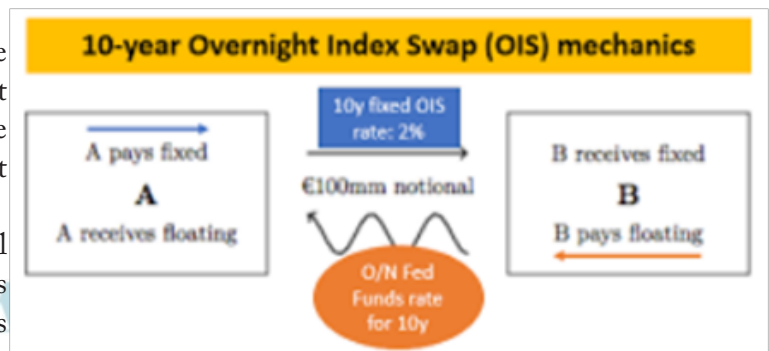 10-year Overnight Index Swap (OIS) mechanics
e
t
e
t
l
s
s
A pays fixed
A
A receives floating
10y fixed OIS
rate: 2%
€100mm notional
O/N Fed
Funds rate
for 10y
B receives fixed
B
B pays floating